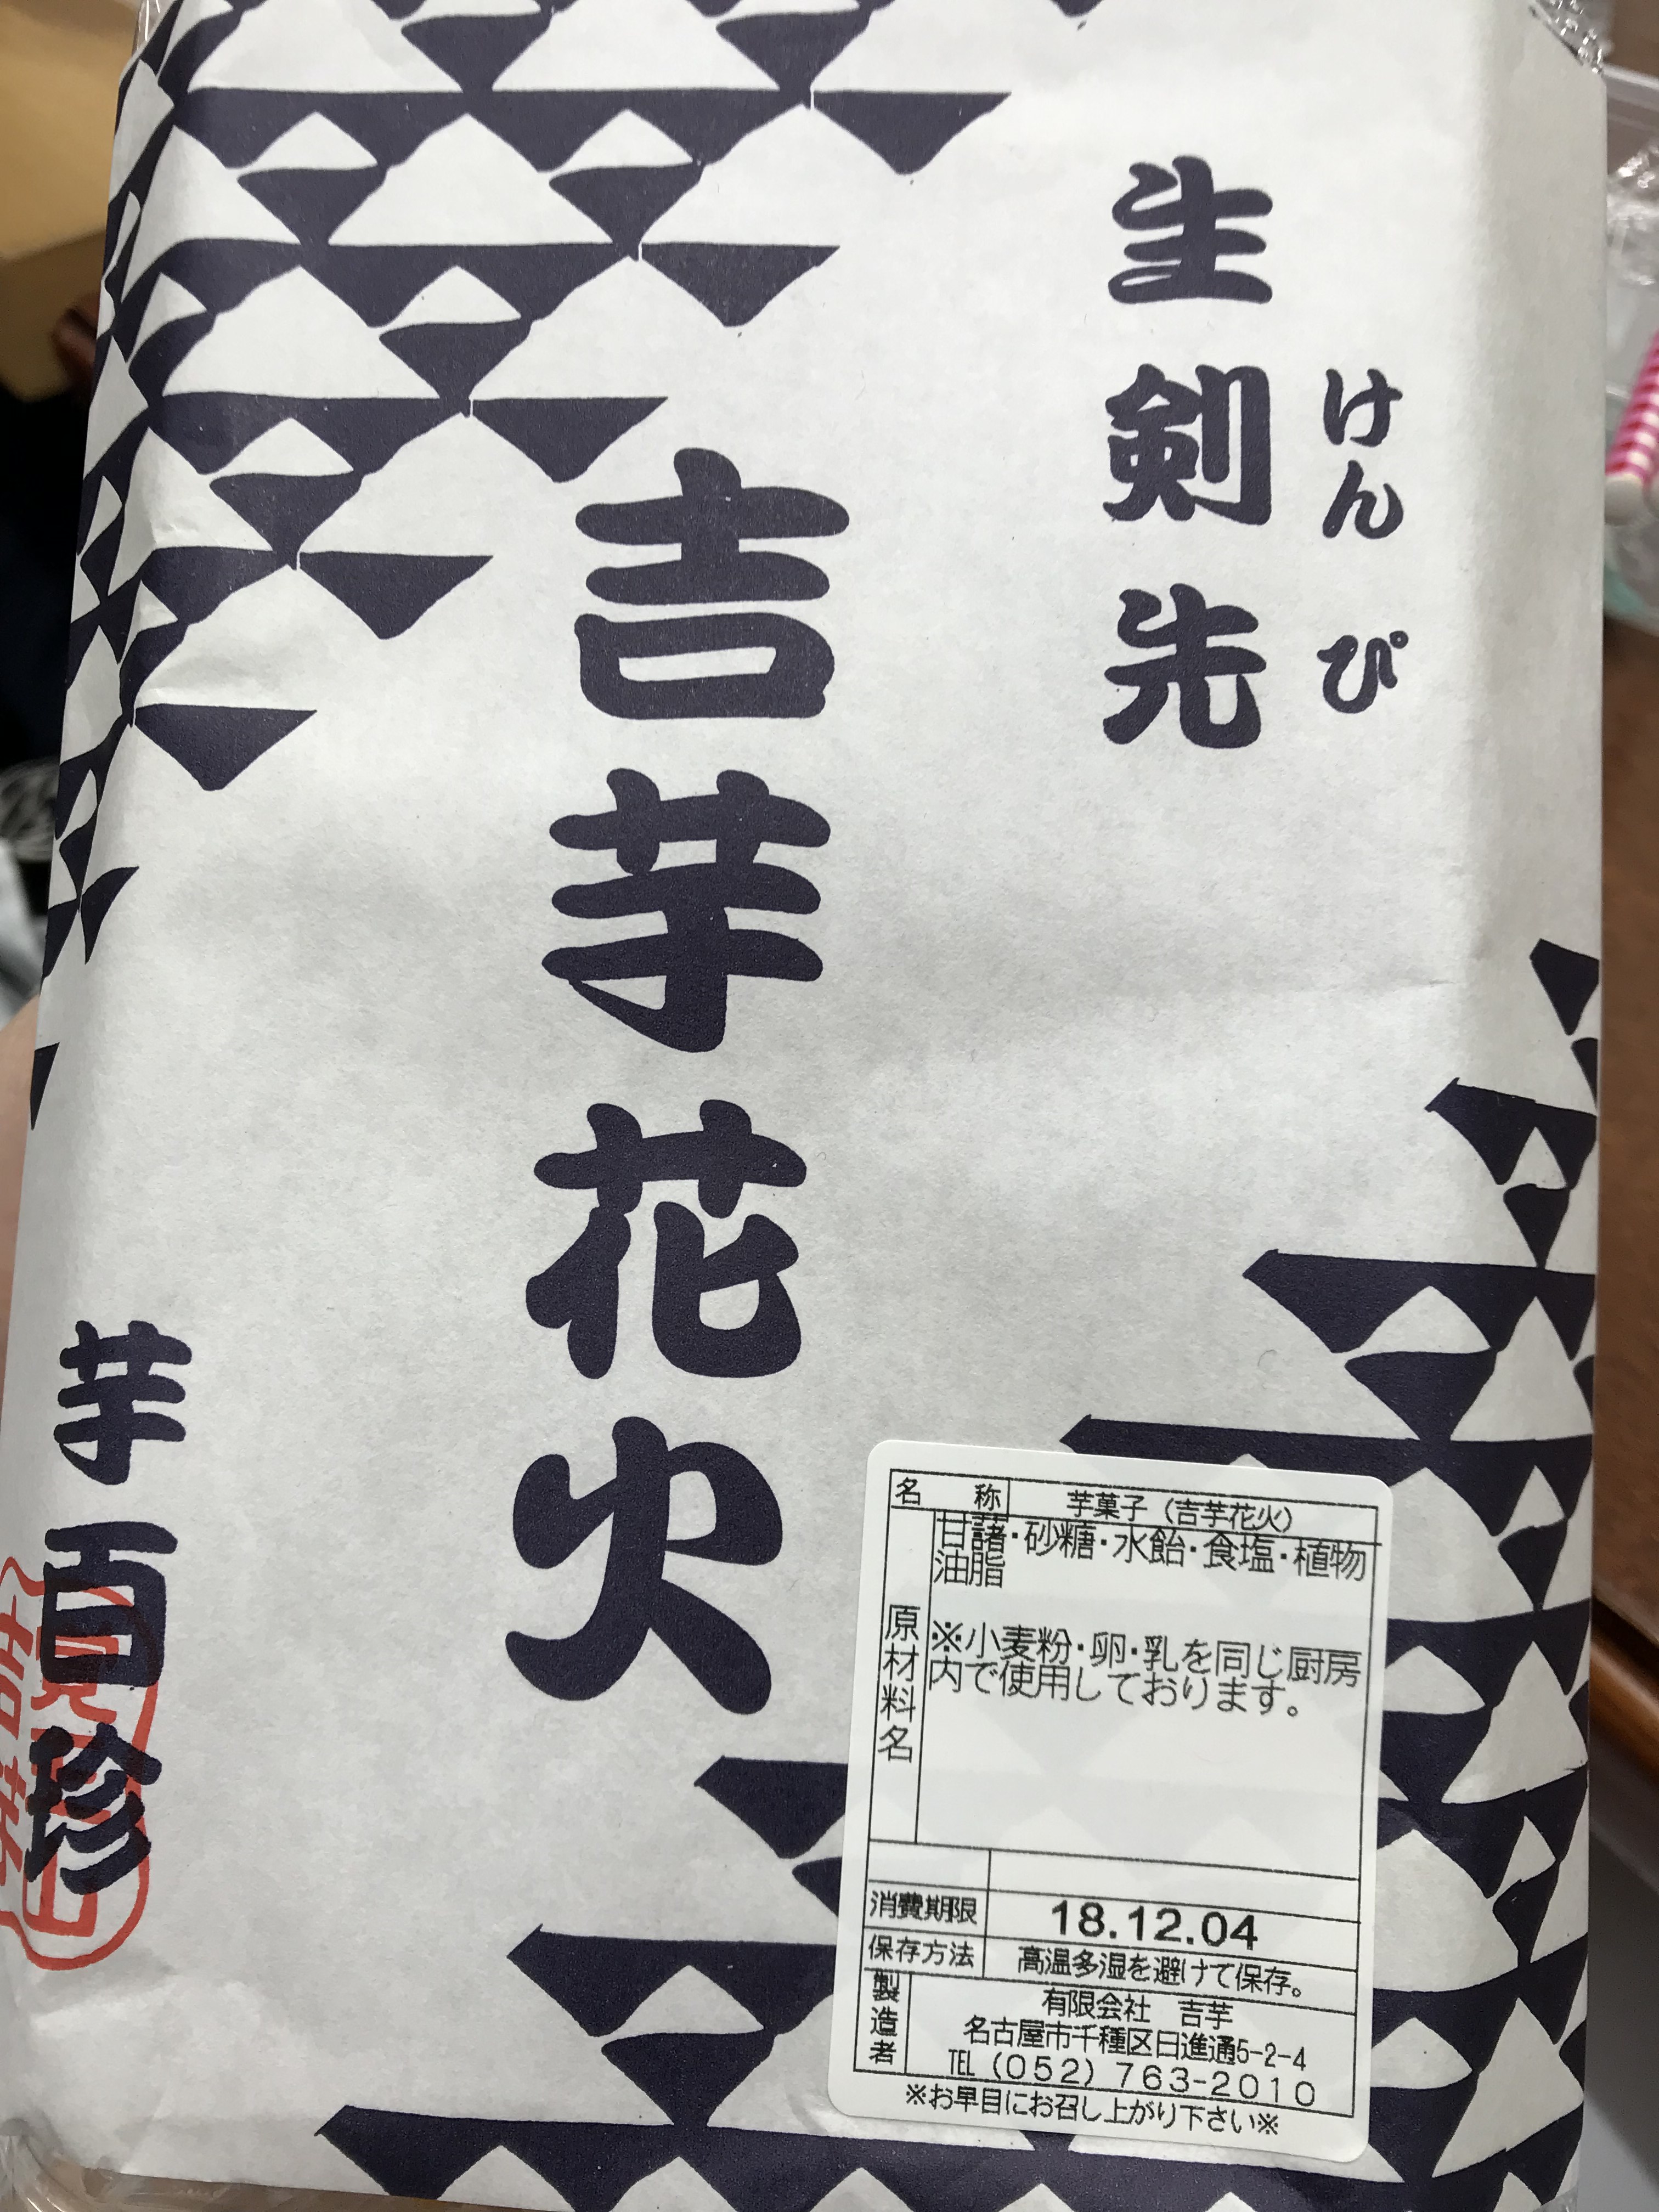 けんぴ
生剣先
吉芋花火
芋百珍
名 称 芋菓子（吉芋花火）
原材料名
甘諸・砂糖・水飴・食塩・植物
油脂
※小麦粉・卵・乳を同じ厨房
内で使用しております。
消費期限 18.12.04
保存方法 高温多湿を避けて保存。
製造者
有限会社 吉芋
名古屋市千種区日進通5-2-4
TEL（052）763-2010
※お早目にお召し上がり下さい※